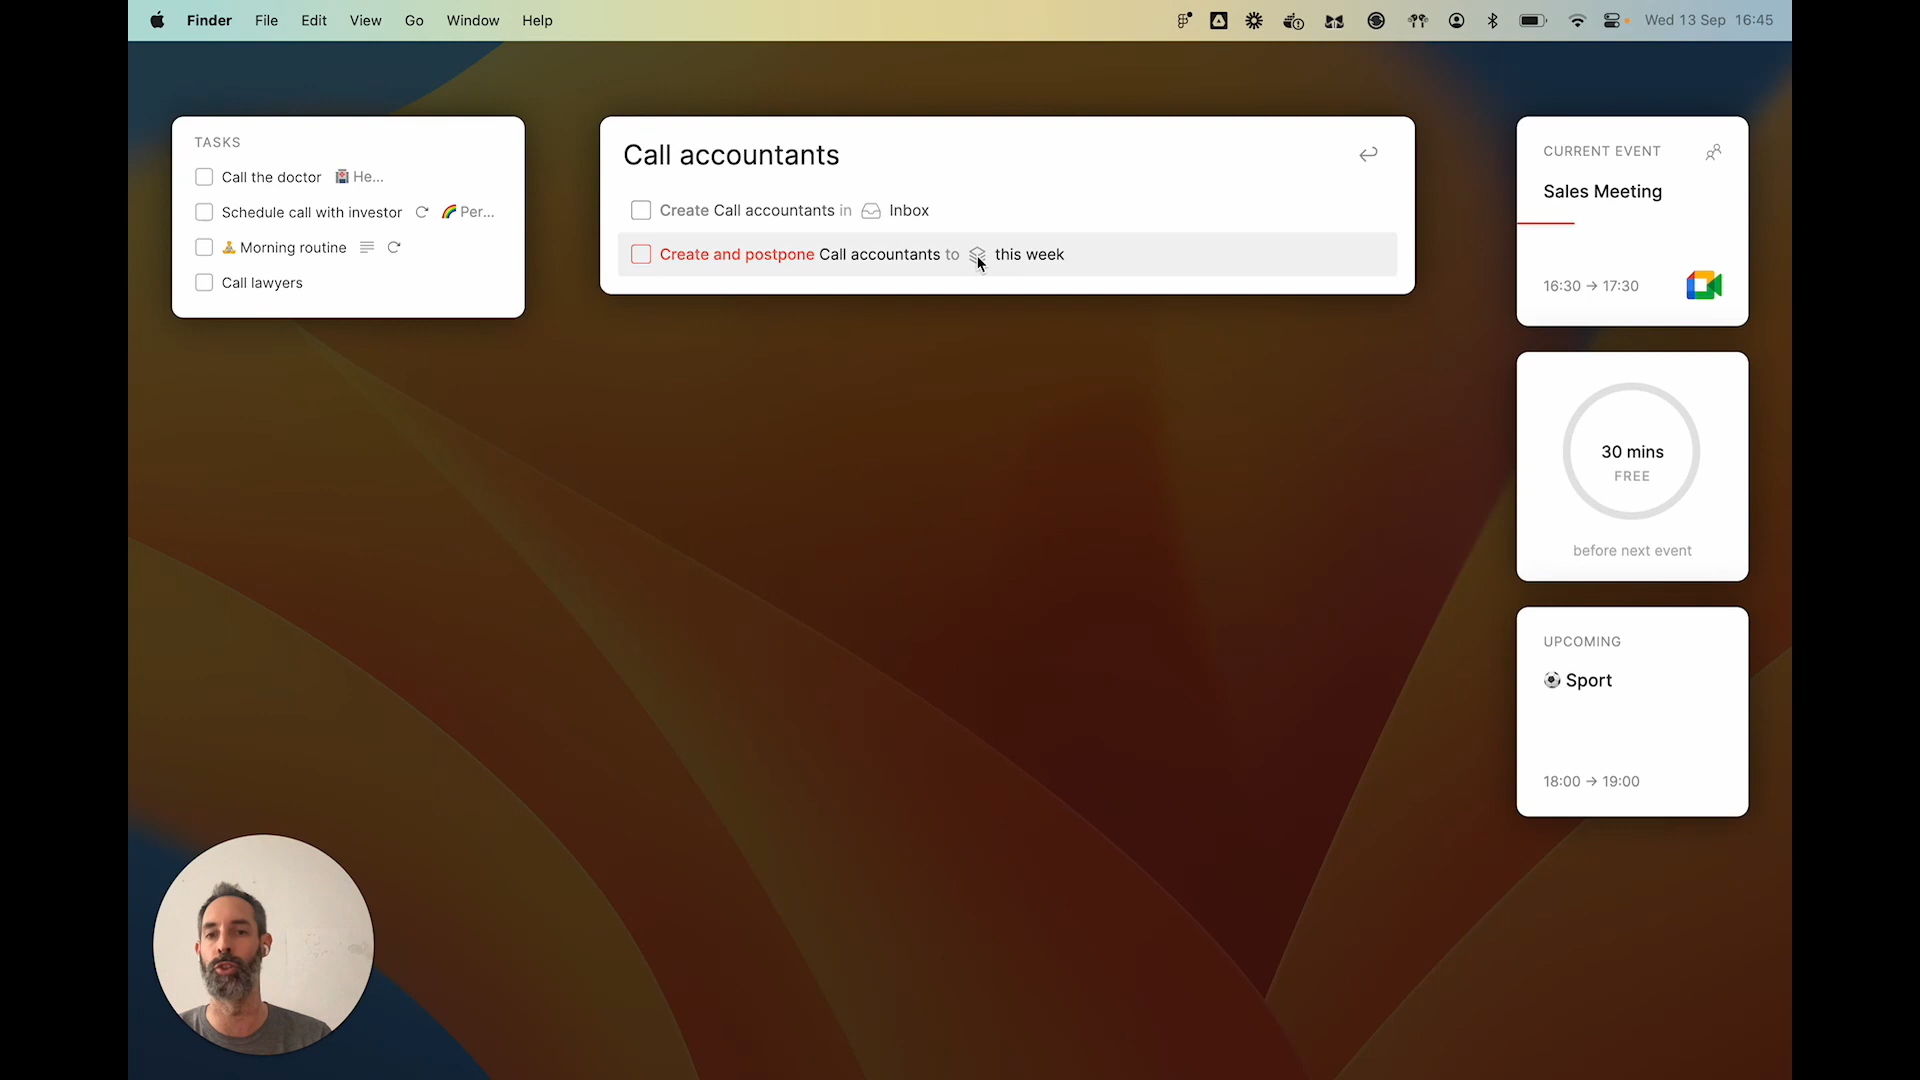 Finder File Edit View Go Window Help Wed 13 Sep 16:45
TASKS
Call the doctor 🏥 He...
Schedule call with investor 🌈 Per...
🧘 Morning routine
Call lawyers
Call accountants
Create Call accountants in Inbox
Create and postpone Call accountants to this week
CURRENT EVENT
Sales Meeting
16:30 → 17:30
30 mins
FREE
before next event
UPCOMING
⚽ Sport
18:00 → 19:00